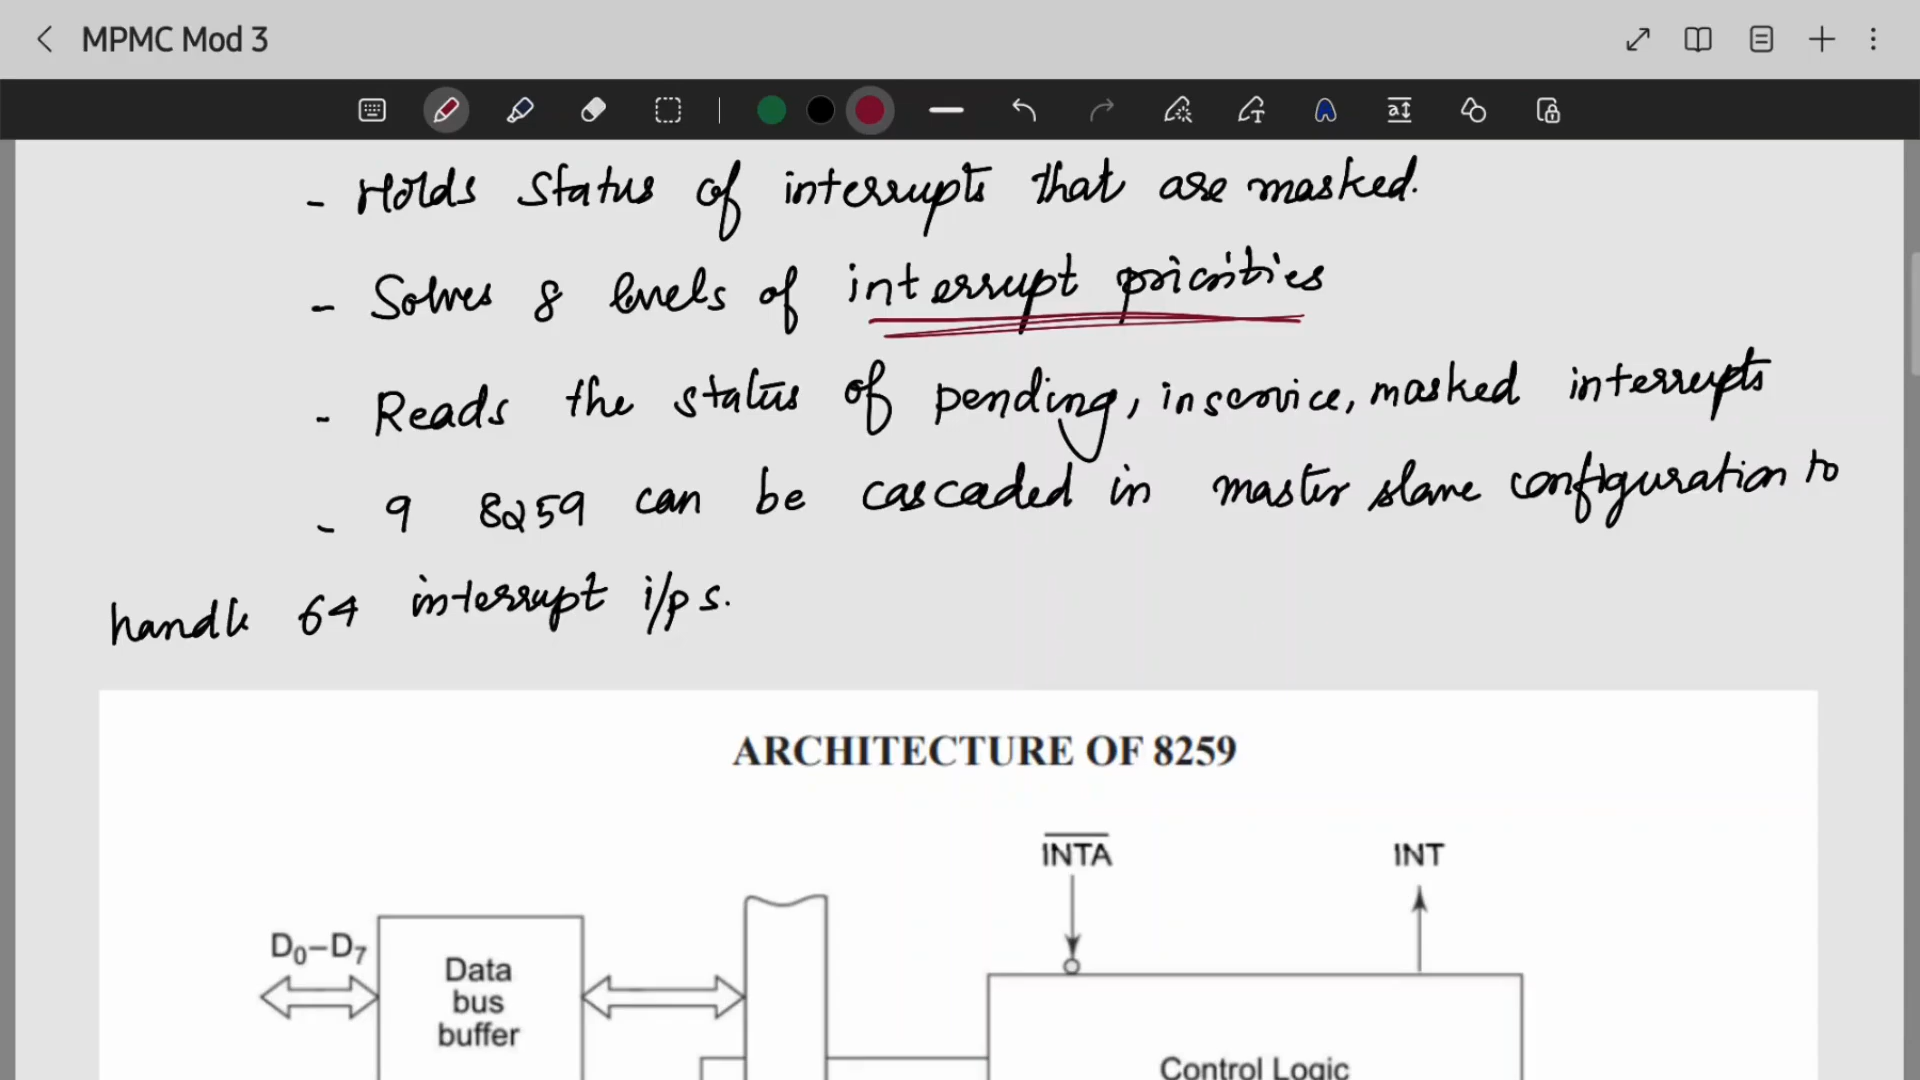 MPMC Mod 3
- Holds status of interrupts that are masked.
- Solves 8 levels of interrupt priorities
- Reads the status of pending, inservice, masked interrupts
- 9 8259 can be cascaded in master slave configuration to
handle 64 interrupt i/ps.
ARCHITECTURE OF 8259
INTA INT
D0–D7
Data
bus
buffer
Control Logic